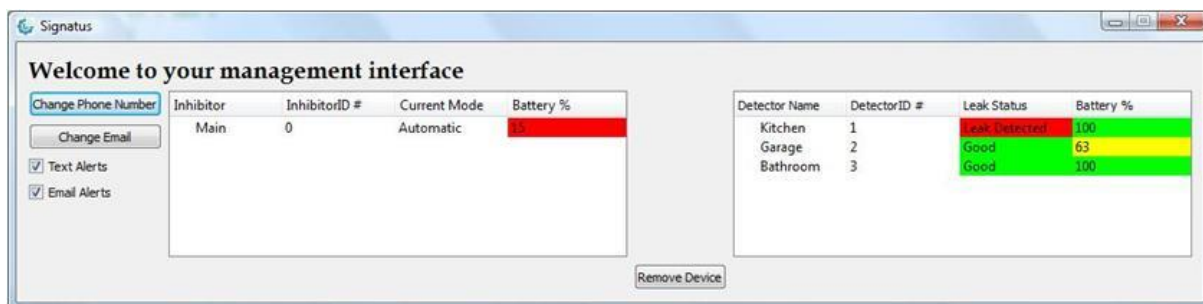 Signatus
Welcome to your management interface
Change Phone Number
Change Email
Text Alerts
Email Alerts
Inhibitor InhibitorID # Current Mode Battery %
Main 0 Automatic 15
Detector Name DetectorID # Leak Status Battery %
Kitchen 1 Leak Detected 100
Garage 2 Good 63
Bathroom 3 Good 100
Remove Device